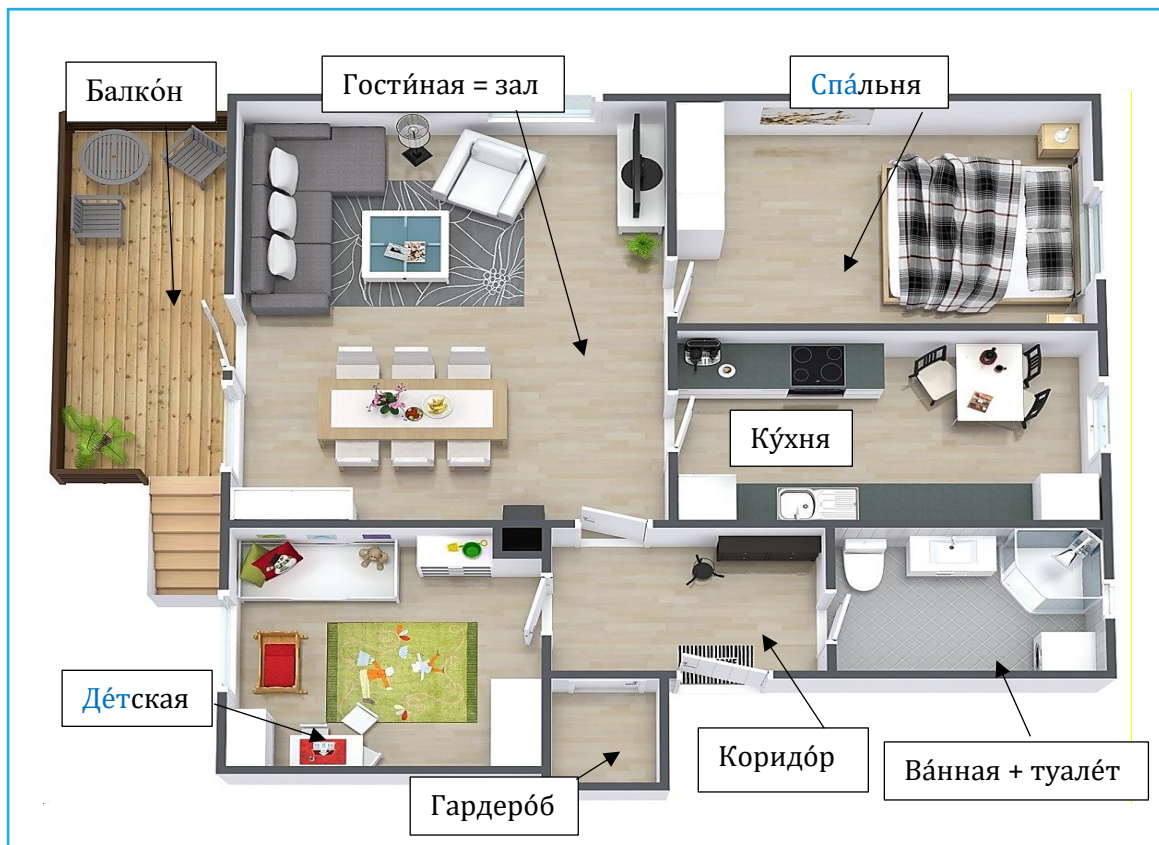 Балко́н
Гости́ная = зал
Спа́льня
Ку́хня
Де́тская
Коридо́р
Ва́нная + туале́т
Гардеро́б